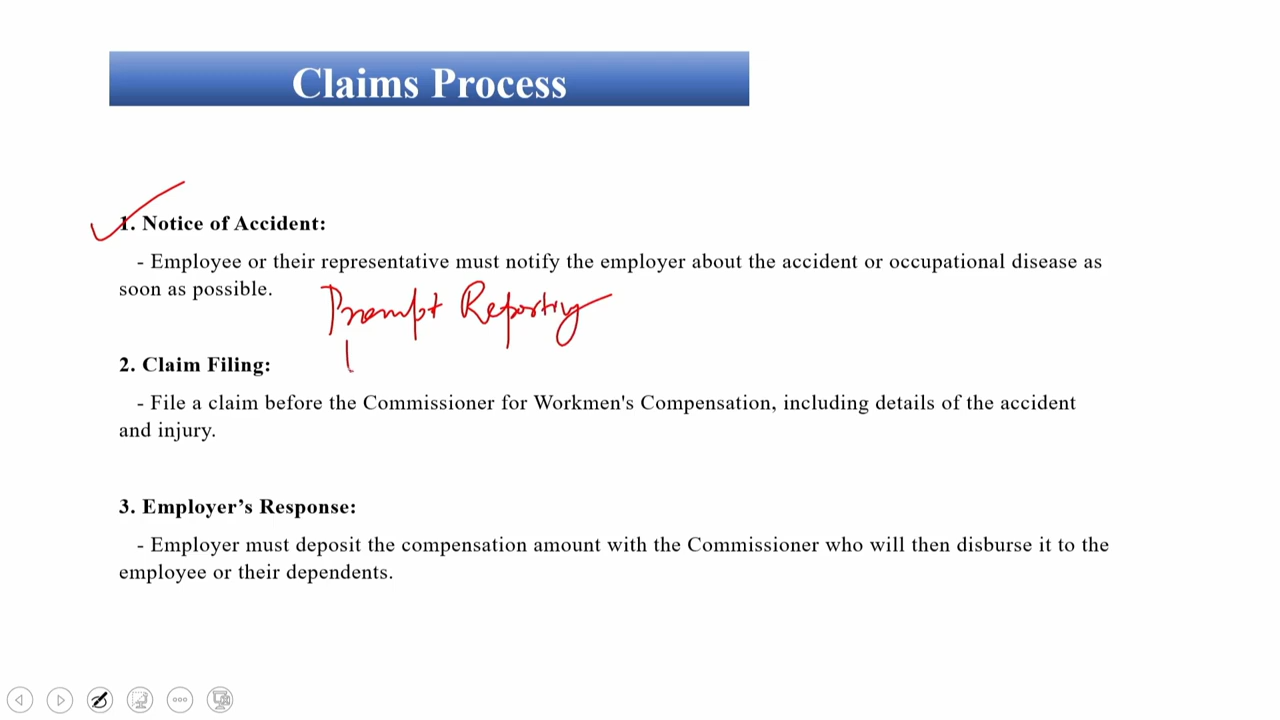 Claims Process
1. Notice of Accident:
- Employee or their representative must notify the employer about the accident or occupational disease as
soon as possible.
Prompt Reporting
2. Claim Filing:
- File a claim before the Commissioner for Workmen's Compensation, including details of the accident
and injury.
3. Employer’s Response:
- Employer must deposit the compensation amount with the Commissioner who will then disburse it to the
employee or their dependents.